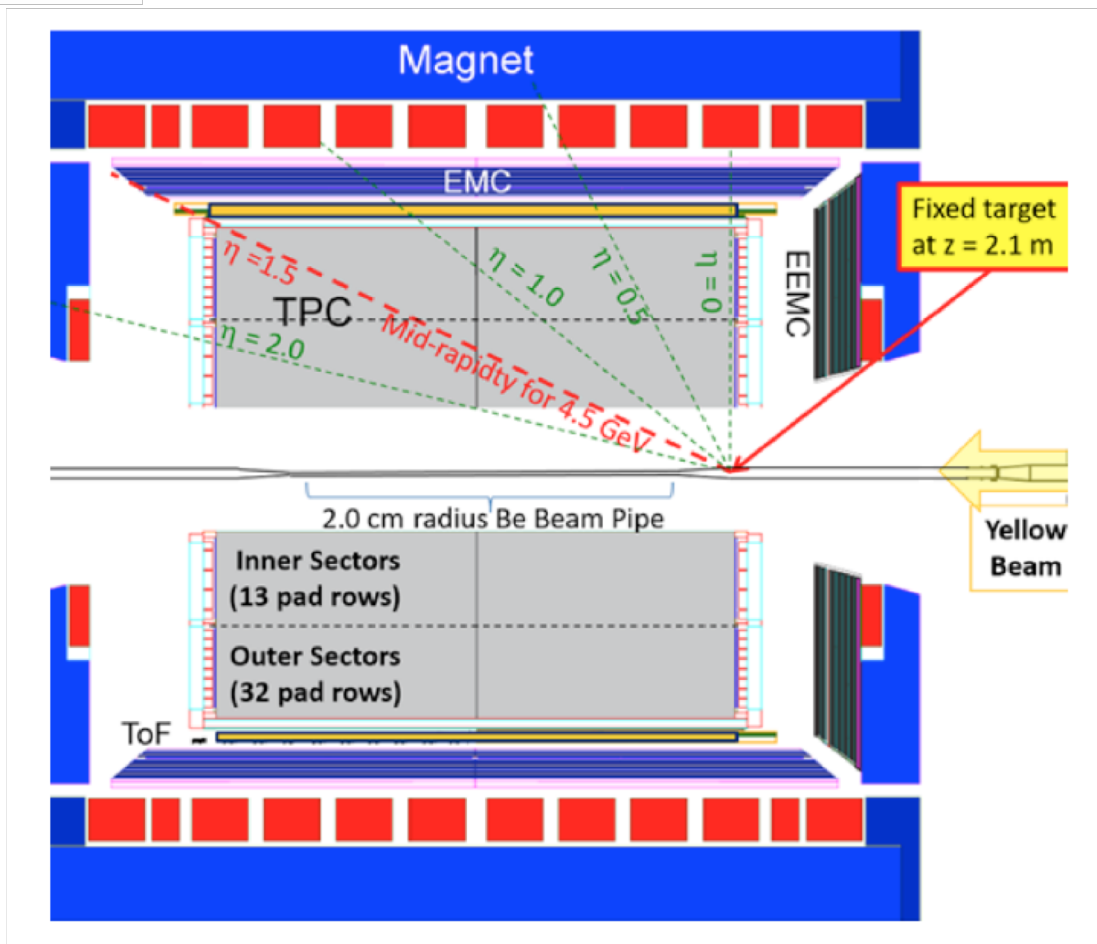 Magnet
EMC
Fixed target
at z = 2.1 m
EEMC
η =1.5
η = 1.0
η = 0.5
η = 0
TPC
η = 2.0
Mid-rapidty for 4.5 GeV
2.0 cm radius Be Beam Pipe
Yellow
Beam
Inner Sectors
(13 pad rows)
Outer Sectors
(32 pad rows)
ToF